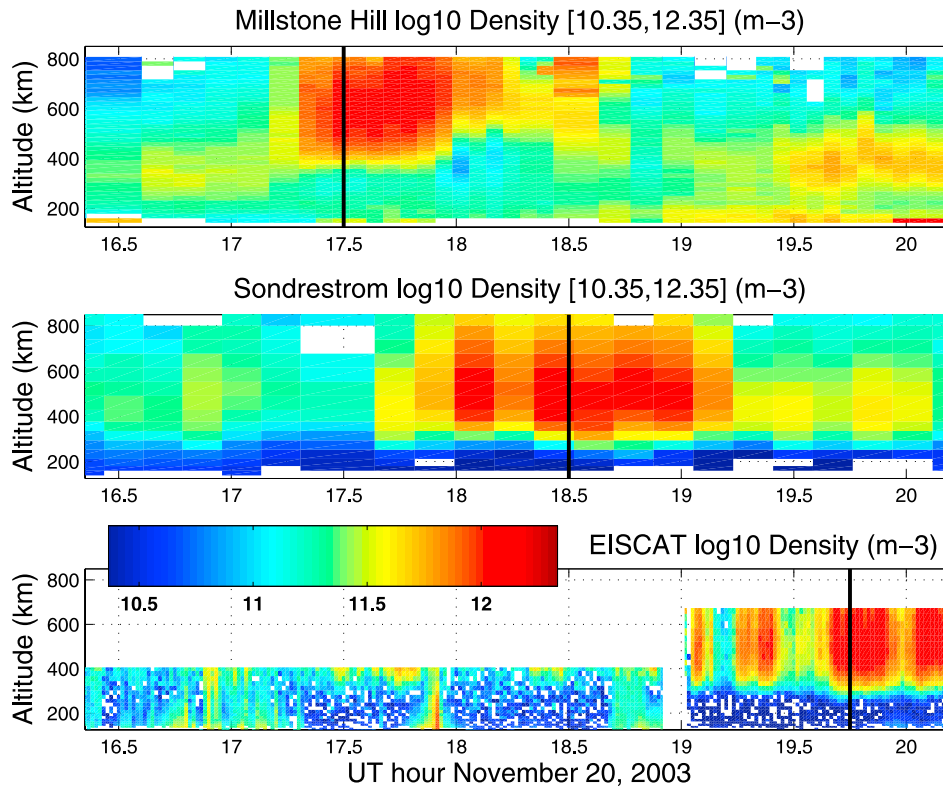 Millstone Hill log10 Density [10.35,12.35] (m−3)
Altitude (km)
800
600
400
200
16.5 17 17.5 18 18.5 19 19.5 20
Sondrestrom log10 Density [10.35,12.35] (m−3)
Altitude (km)
800
600
400
200
16.5 17 17.5 18 18.5 19 19.5 20
EISCAT log10 Density (m−3)
10.5 11 11.5 12
Altitude (km)
800
600
400
200
16.5 17 17.5 18 18.5 19 19.5 20
UT hour November 20, 2003